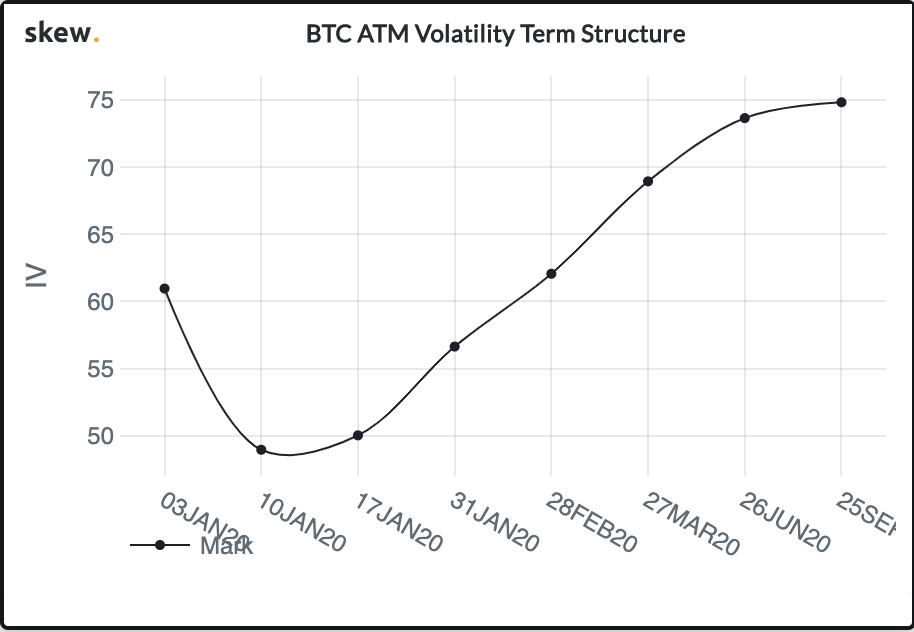 skew.
BTC ATM Volatility Term Structure
75
70
65
60
55
50
IV
03JAN20
10JAN20
17JAN20
31JAN20
28FEB20
27MAR20
26JUN20
25SEP
Mark